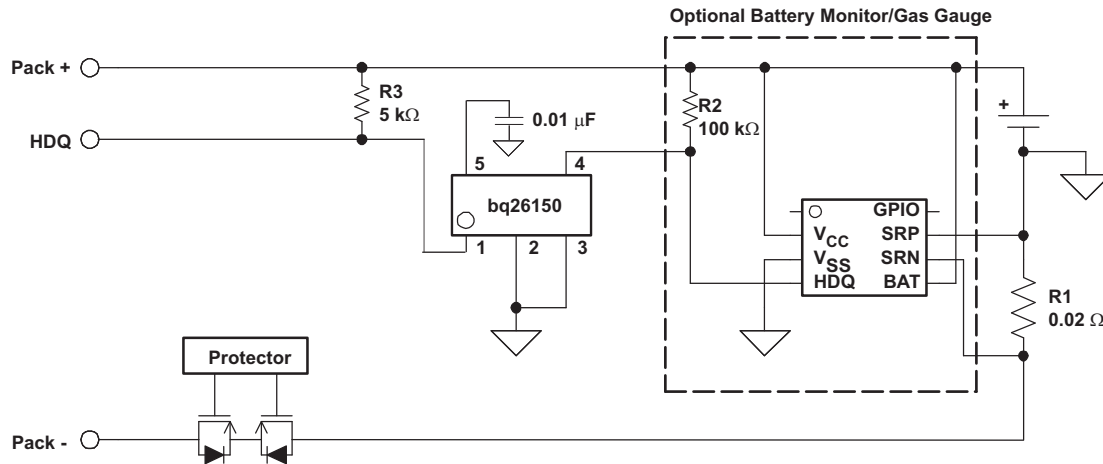 Optional Battery Monitor/Gas Gauge
Pack +
R3
5 kΩ
HDQ
0.01 μF
R2
100 kΩ
+
5
4
bq26150
1
2
3
GPIO
VCC
SRP
VSS
SRN
HDQ
BAT
R1
0.02 Ω
Protector
Pack -